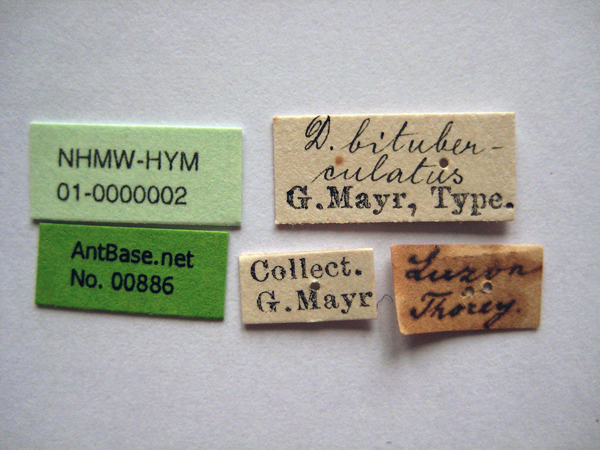 NHMW-HYM
01-0000002
AntBase.net
No. 00886
D. bituber-
culatus
G. Mayr, Type.
Collect.
G. Mayr
Luzon
Thorey.